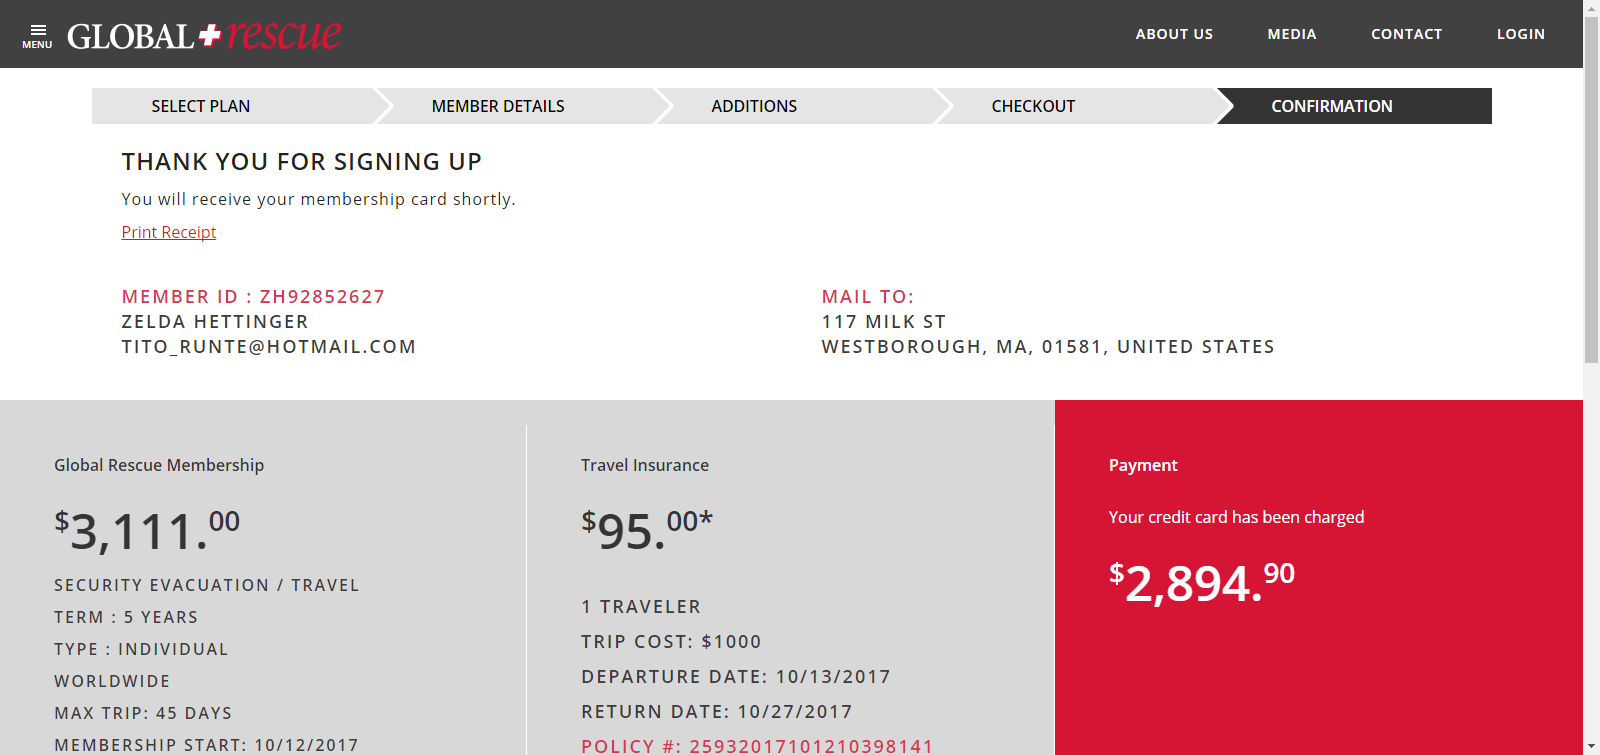 MENU GLOBAL rescue ABOUT US MEDIA CONTACT LOGIN
SELECT PLAN MEMBER DETAILS ADDITIONS CHECKOUT CONFIRMATION
THANK YOU FOR SIGNING UP
You will receive your membership card shortly.
Print Receipt
MEMBER ID : ZH92852627
ZELDA HETTINGER
TITO_RUNTE@HOTMAIL.COM
MAIL TO:
117 MILK ST
WESTBOROUGH, MA, 01581, UNITED STATES
Global Rescue Membership
$3,111.00
SECURITY EVACUATION / TRAVEL
TERM : 5 YEARS
TYPE : INDIVIDUAL
WORLDWIDE
MAX TRIP: 45 DAYS
MEMBERSHIP START: 10/12/2017
Travel Insurance
$95.00*
1 TRAVELER
TRIP COST: $1000
DEPARTURE DATE: 10/13/2017
RETURN DATE: 10/27/2017
POLICY #: 25932017101210398141
Payment
Your credit card has been charged
$2,894.90